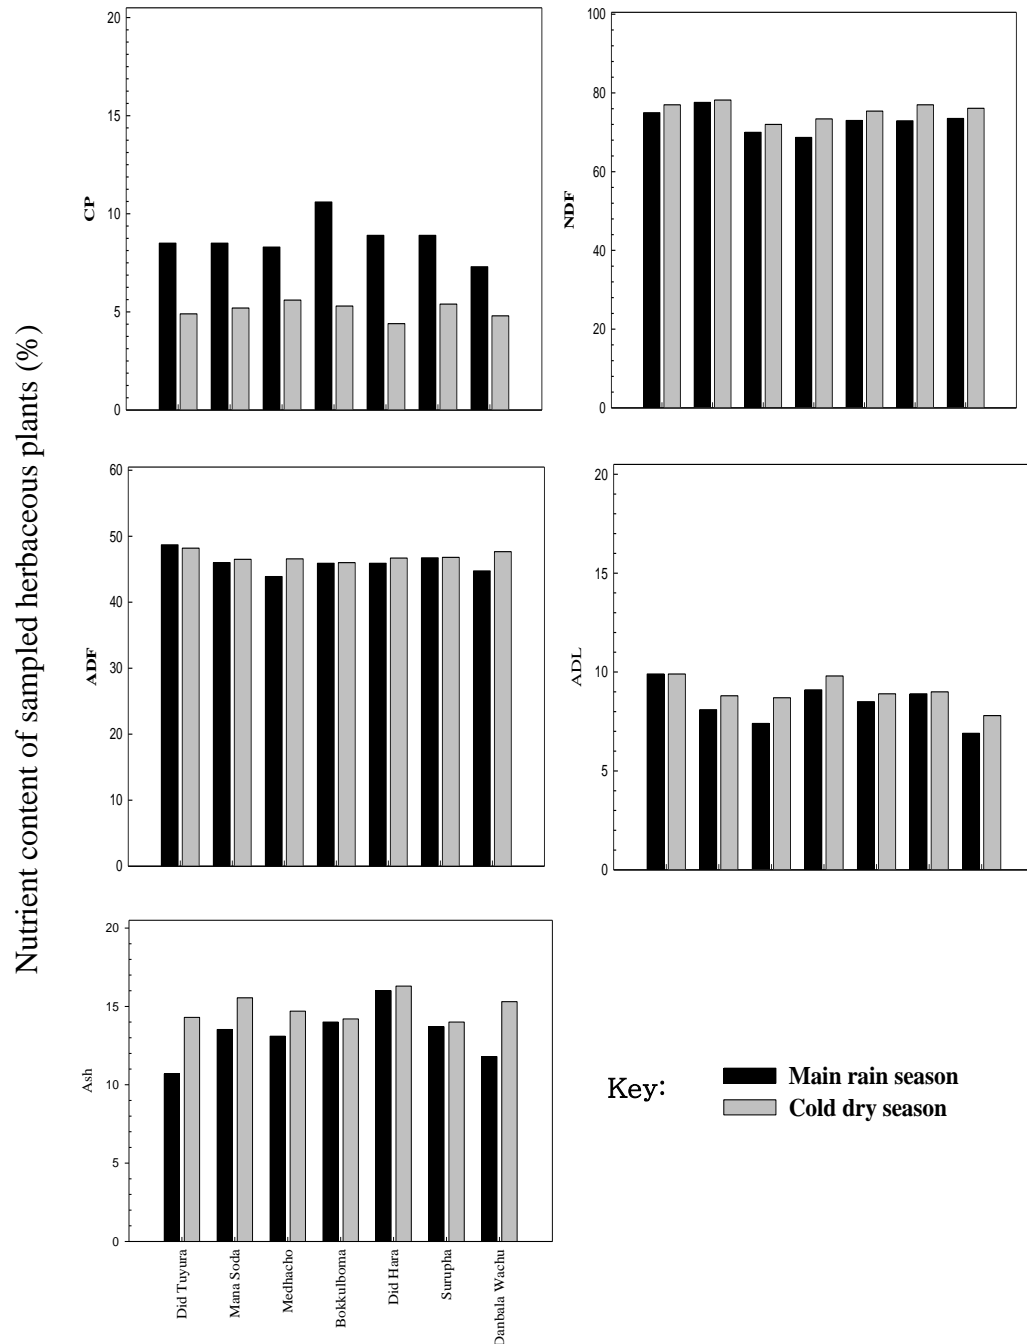 Nutrient content of sampled herbaceous plants (%)
CP
20
15
10
5
0
NDF
100
80
60
40
20
0
ADF
60
50
40
30
20
10
0
ADL
20
15
10
5
0
Ash
20
15
10
5
0
Did Tuyura
Mana Soda
Medhacho
Bokkulboma
Did Hara
Surupha
Danbala Wachu
Key:
Main rain season
Cold dry season